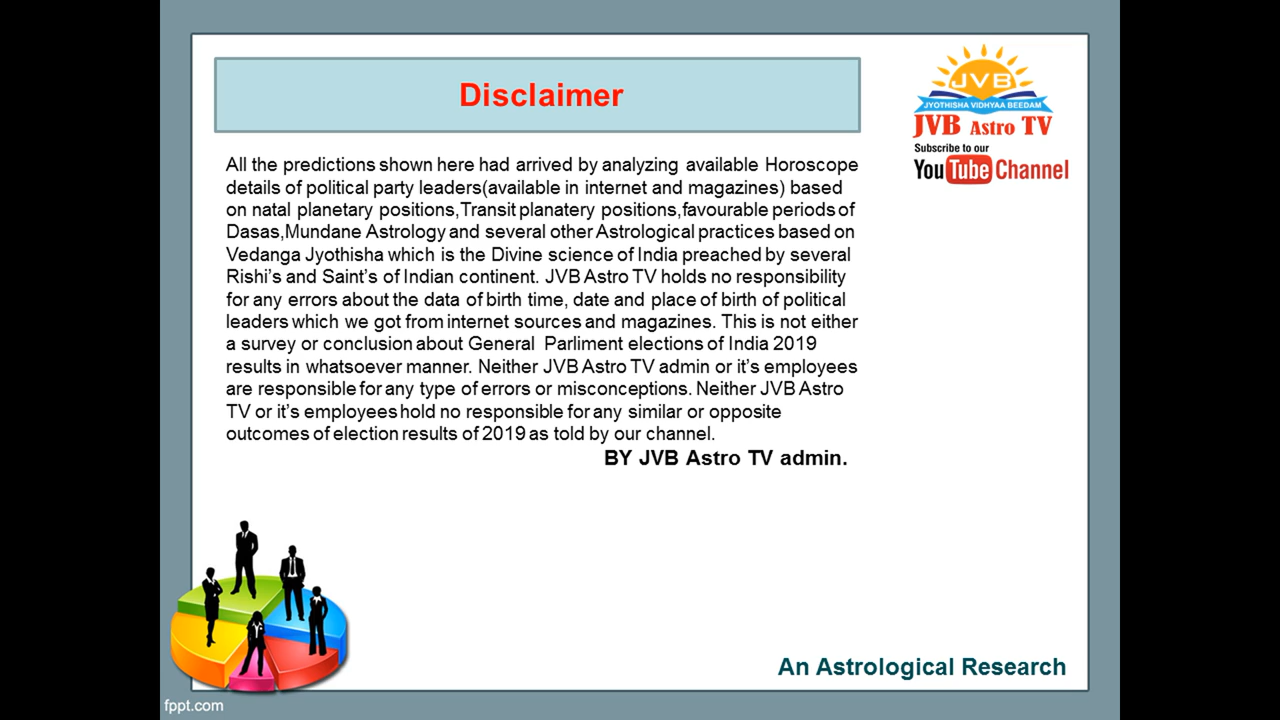 Disclaimer
JVB
JYOTHISHA VIDHYAA BEEDAM
JVB Astro TV
Subscribe to our
YouTube Channel
All the predictions shown here had arrived by analyzing available Horoscope
details of political party leaders(available in internet and magazines) based
on natal planetary positions,Transit planatery positions,favourable periods of
Dasas,Mundane Astrology and several other Astrological practices based on
Vedanga Jyothisha which is the Divine science of India preached by several
Rishi's and Saint's of Indian continent. JVB Astro TV holds no responsibility
for any errors about the data of birth time, date and place of birth of political
leaders which we got from internet sources and magazines. This is not either
a survey or conclusion about General Parliment elections of India 2019
results in whatsoever manner. Neither JVB Astro TV admin or it's employees
are responsible for any type of errors or misconceptions. Neither JVB Astro
TV or it's employees hold no responsible for any similar or opposite
outcomes of election results of 2019 as told by our channel.
BY JVB Astro TV admin.
An Astrological Research
fppt.com